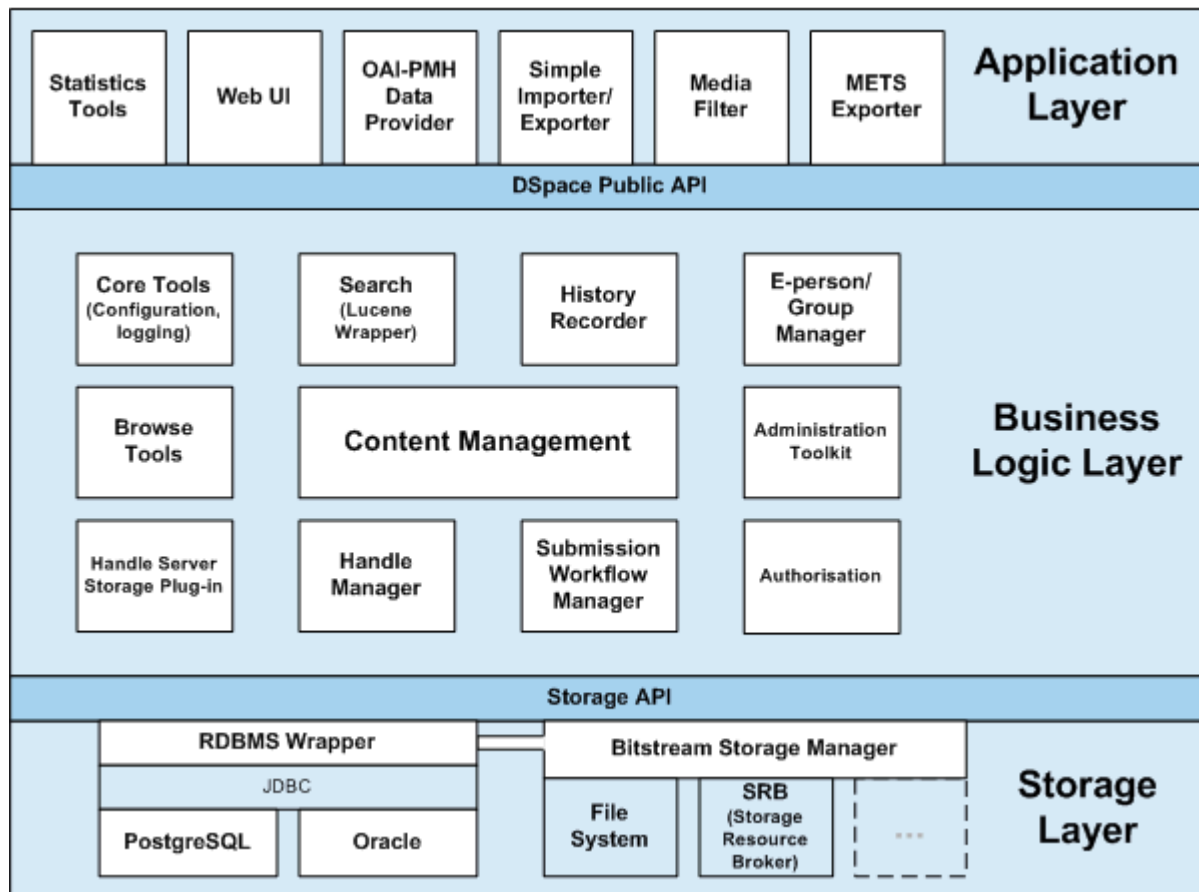 Statistics
Tools
Web UI
OAI-PMH
Data
Provider
Simple
Importer/
Exporter
Media
Filter
METS
Exporter
Application
Layer
DSpace Public API
Core Tools
(Configuration,
logging)
Search
(Lucene
Wrapper)
History
Recorder
E-person/
Group
Manager
Browse
Tools
Content Management
Administration
Toolkit
Business
Logic Layer
Handle Server
Storage Plug-in
Handle
Manager
Submission
Workflow
Manager
Authorisation
Storage API
RDBMS Wrapper
JDBC
PostgreSQL
Oracle
Bitstream Storage Manager
File
System
SRB
(Storage
Resource
Broker)
...
Storage
Layer